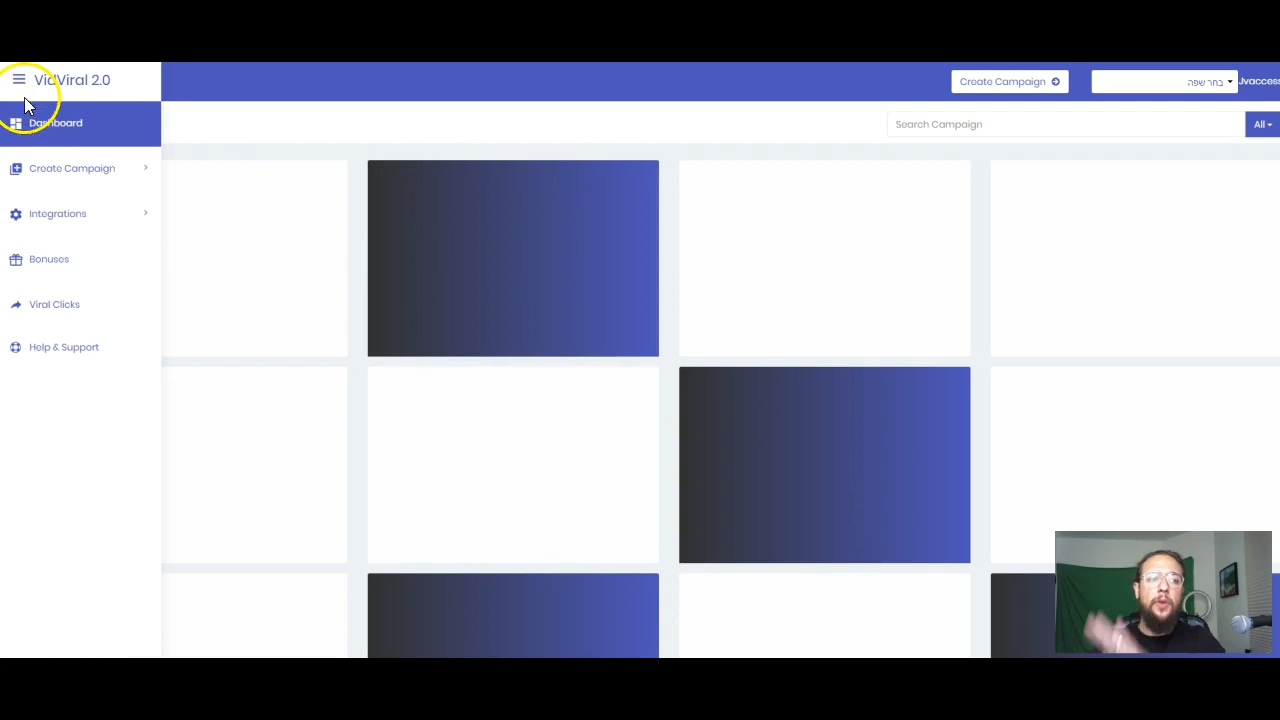 VidViral 2.0
Create Campaign
בחר שפה
Jvaccess
Dashboard
Search Campaign
All
Create Campaign
Integrations
Bonuses
Viral Clicks
Help & Support